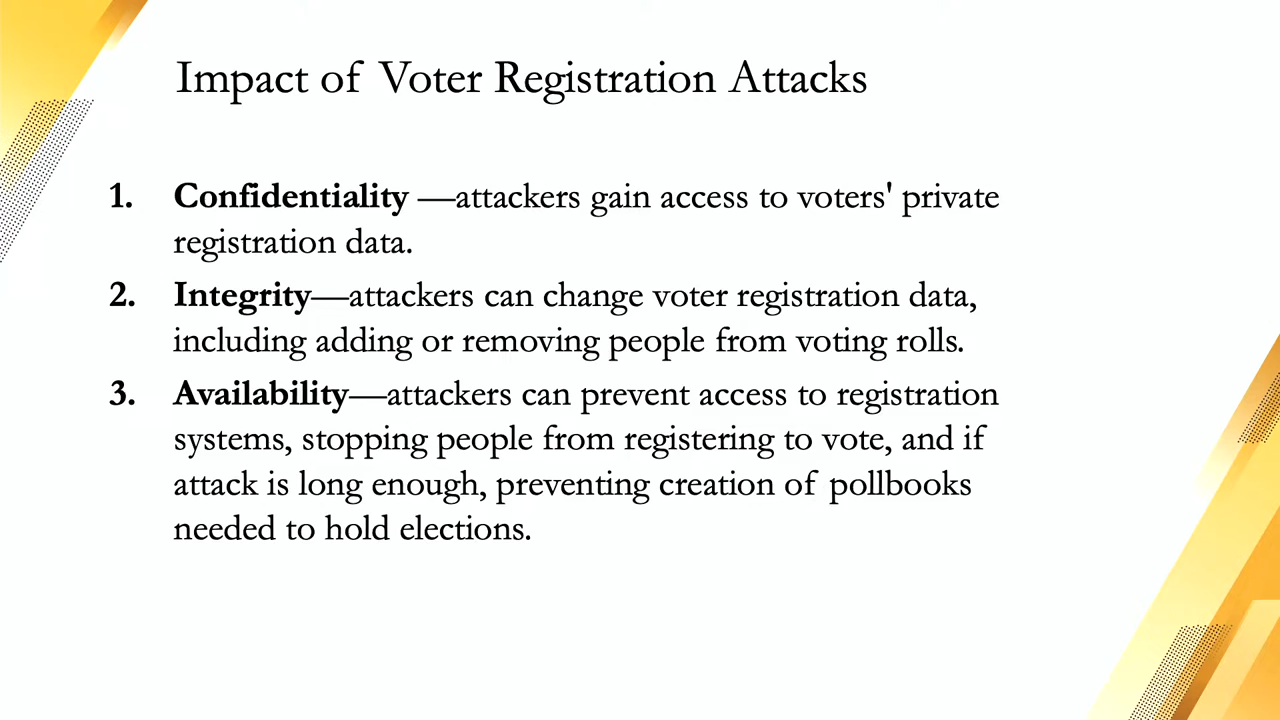 Impact of Voter Registration Attacks
1. Confidentiality —attackers gain access to voters' private
registration data.
2. Integrity—attackers can change voter registration data,
including adding or removing people from voting rolls.
3. Availability—attackers can prevent access to registration
systems, stopping people from registering to vote, and if
attack is long enough, preventing creation of pollbooks
needed to hold elections.